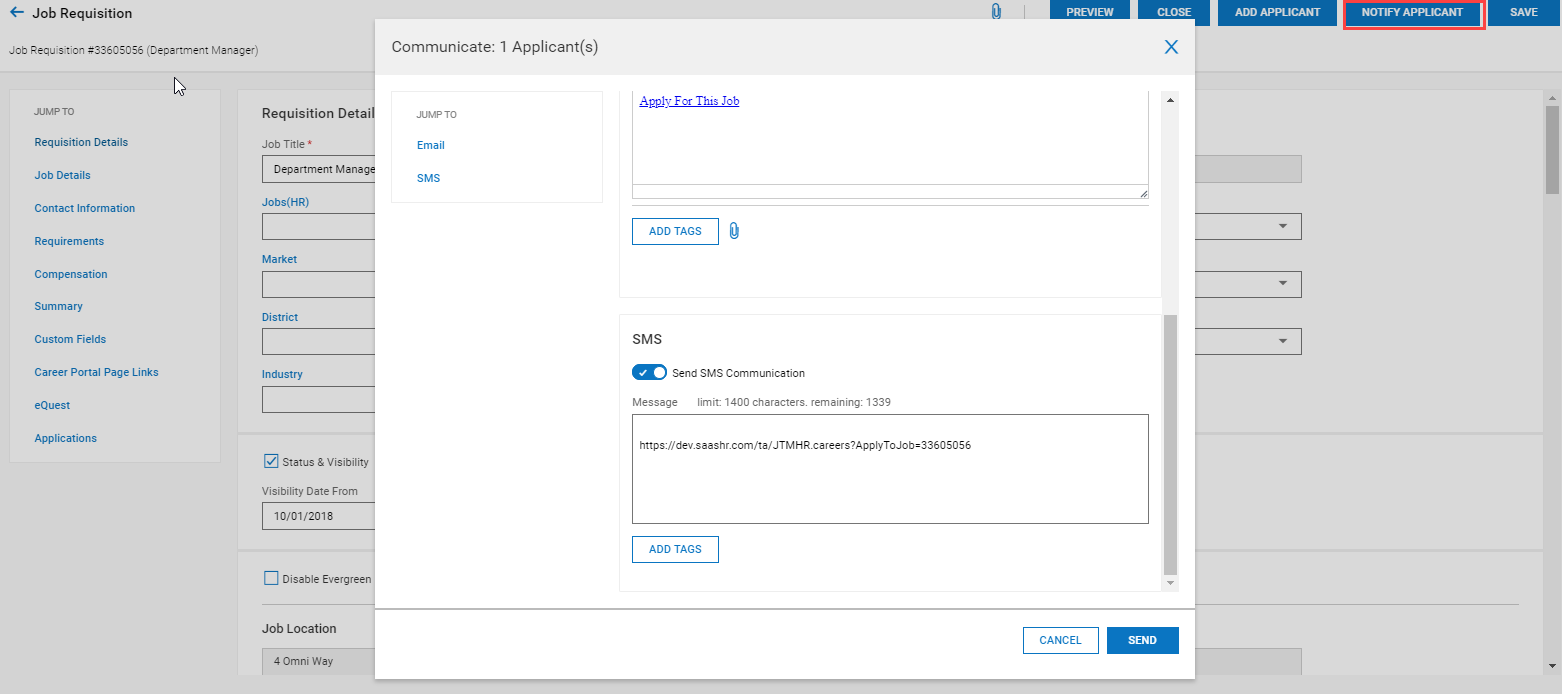 Job Requisition
PREVIEW
CLOSE
ADD APPLICANT
NOTIFY APPLICANT
SAVE
Job Requisition #33605056 (Department Manager)
JUMP TO
Requisition Details
Job Details
Contact Information
Requirements
Compensation
Summary
Custom Fields
Career Portal Page Links
eQuest
Applications
Requisition Detail
Job Title *
Department Manage
Jobs(HR)
Market
District
Industry
Status & Visibility
Visibility Date From
10/01/2018
Disable Evergreen
Job Location
4 Omni Way
Communicate: 1 Applicant(s)
JUMP TO
Email
SMS
Apply For This Job
ADD TAGS
SMS
Send SMS Communication
Message limit: 1400 characters. remaining: 1339
https://dev.saashr.com/ta/JTMHR.careers?ApplyToJob=33605056
ADD TAGS
CANCEL
SEND